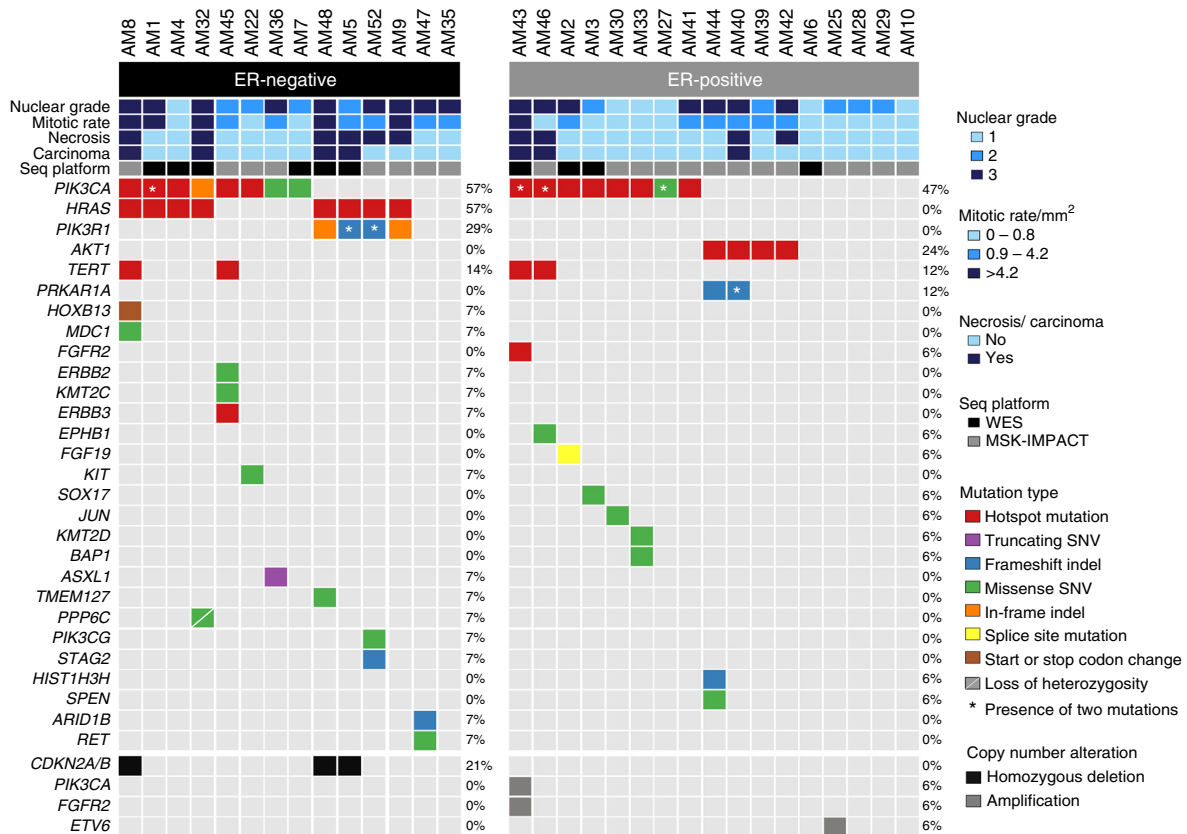 AM8 AM1 AM4 AM32 AM45 AM22 AM36 AM7 AM48 AM5 AM52 AM9 AM47 AM35 AM43 AM46 AM2 AM3 AM30 AM33 AM27 AM41 AM44 AM40 AM39 AM42 AM6 AM25 AM28 AM29 AM10
ER-negative ER-positive
Nuclear grade
Mitotic rate
Necrosis
Carcinoma
Seq platform
PIK3CA * 57% * * * 47%
HRAS 57% 0%
PIK3R1 * * 29% 0%
AKT1 0% 24%
TERT 14% 12%
PRKAR1A 0% * 12%
HOXB13 7% 0%
MDC1 7% 0%
FGFR2 0% 6%
ERBB2 7% 0%
KMT2C 7% 0%
ERBB3 7% 0%
EPHB1 0% 6%
FGF19 0% 6%
KIT 7% 0%
SOX17 0% 6%
JUN 0% 6%
KMT2D 0% 6%
BAP1 0% 6%
ASXL1 7% 0%
TMEM127 7% 0%
PPP6C 7% 0%
PIK3CG 7% 0%
STAG2 7% 0%
HIST1H3H 0% 6%
SPEN 0% 6%
ARID1B 7% 0%
RET 7% 0%
CDKN2A/B 21% 0%
PIK3CA 0% 6%
FGFR2 0% 6%
ETV6 0% 6%
Nuclear grade
1
2
3
Mitotic rate/mm²
0 – 0.8
0.9 – 4.2
>4.2
Necrosis/ carcinoma
No
Yes
Seq platform
WES
MSK-IMPACT
Mutation type
Hotspot mutation
Truncating SNV
Frameshift indel
Missense SNV
In-frame indel
Splice site mutation
Start or stop codon change
Loss of heterozygosity
* Presence of two mutations
Copy number alteration
Homozygous deletion
Amplification